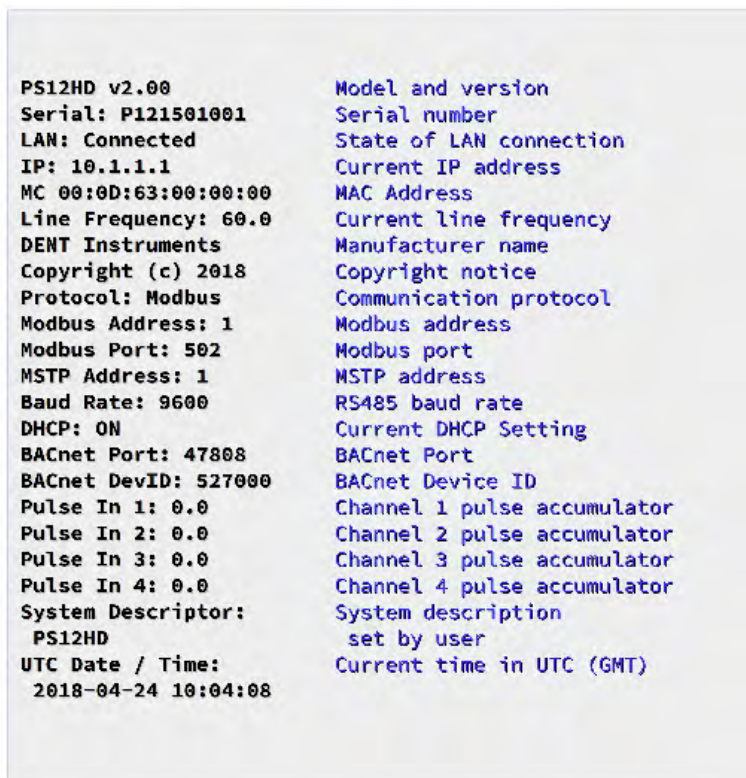 PS12HD v2.00 Model and version
Serial: P121501001 Serial number
LAN: Connected State of LAN connection
IP: 10.1.1.1 Current IP address
MC 00:0D:63:00:00:00 MAC Address
Line Frequency: 60.0 Current line frequency
DENT Instruments Manufacturer name
Copyright (c) 2018 Copyright notice
Protocol: Modbus Communication protocol
Modbus Address: 1 Modbus address
Modbus Port: 502 Modbus port
MSTP Address: 1 MSTP address
Baud Rate: 9600 RS485 baud rate
DHCP: ON Current DHCP Setting
BACnet Port: 47808 BACnet Port
BACnet DevID: 527000 BACnet Device ID
Pulse In 1: 0.0 Channel 1 pulse accumulator
Pulse In 2: 0.0 Channel 2 pulse accumulator
Pulse In 3: 0.0 Channel 3 pulse accumulator
Pulse In 4: 0.0 Channel 4 pulse accumulator
System Descriptor: System description
PS12HD set by user
UTC Date / Time: Current time in UTC (GMT)
2018-04-24 10:04:08